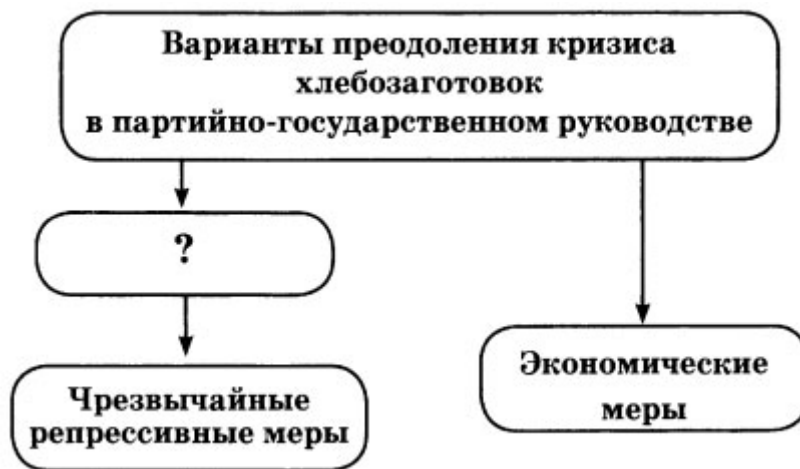 Варианты преодоления кризиса
хлебозаготовок
в партийно-государственном руководстве
?
Чрезвычайные
репрессивные меры
Экономические
меры